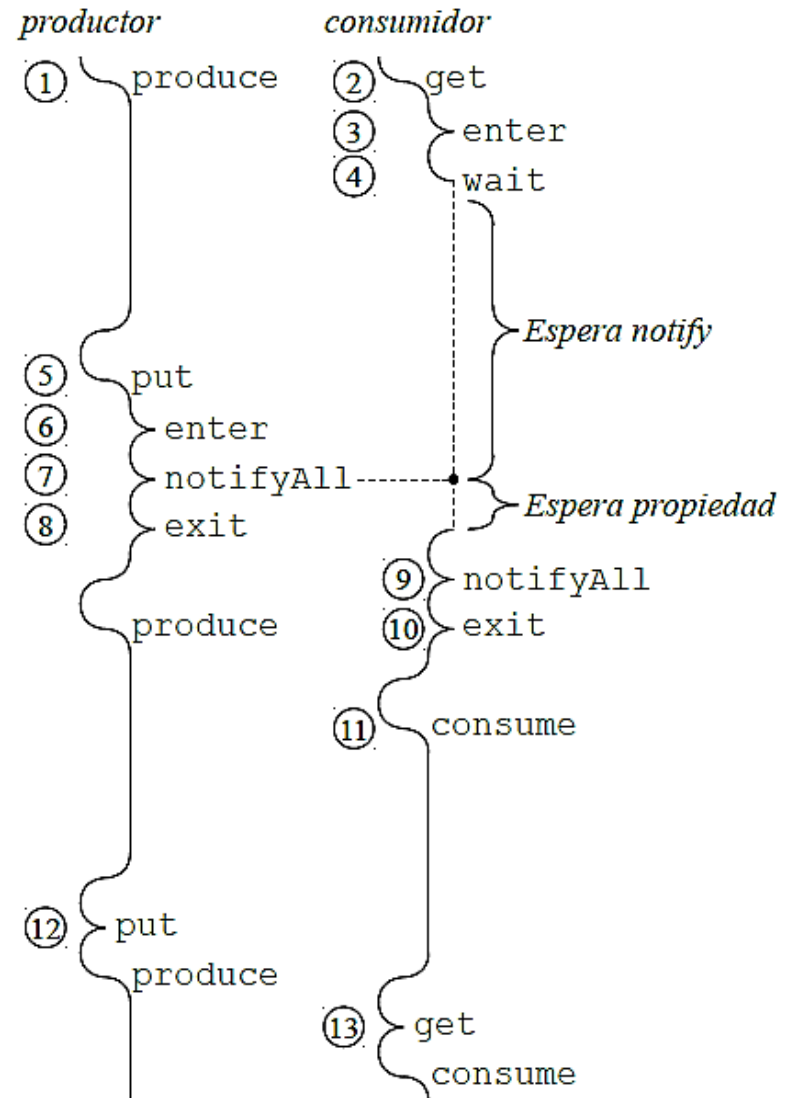 productor consumidor
1 produce 2 get
3 enter
4 wait
Espera notify
5 put
6 enter
7 notifyAll
Espera propiedad
8 exit
9 notifyAll
produce 10 exit
11 consume
12 put
produce
13 get
consume